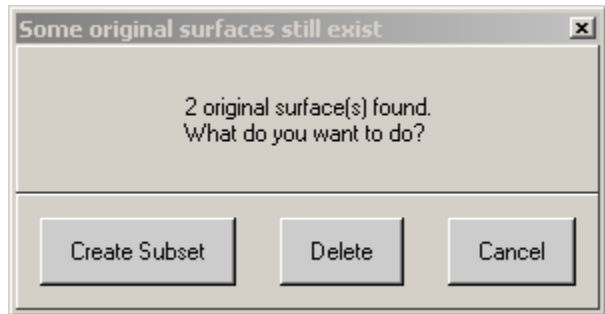 Some original surfaces still exist
2 original surface(s) found.
What do you want to do?
Create Subset
Delete
Cancel